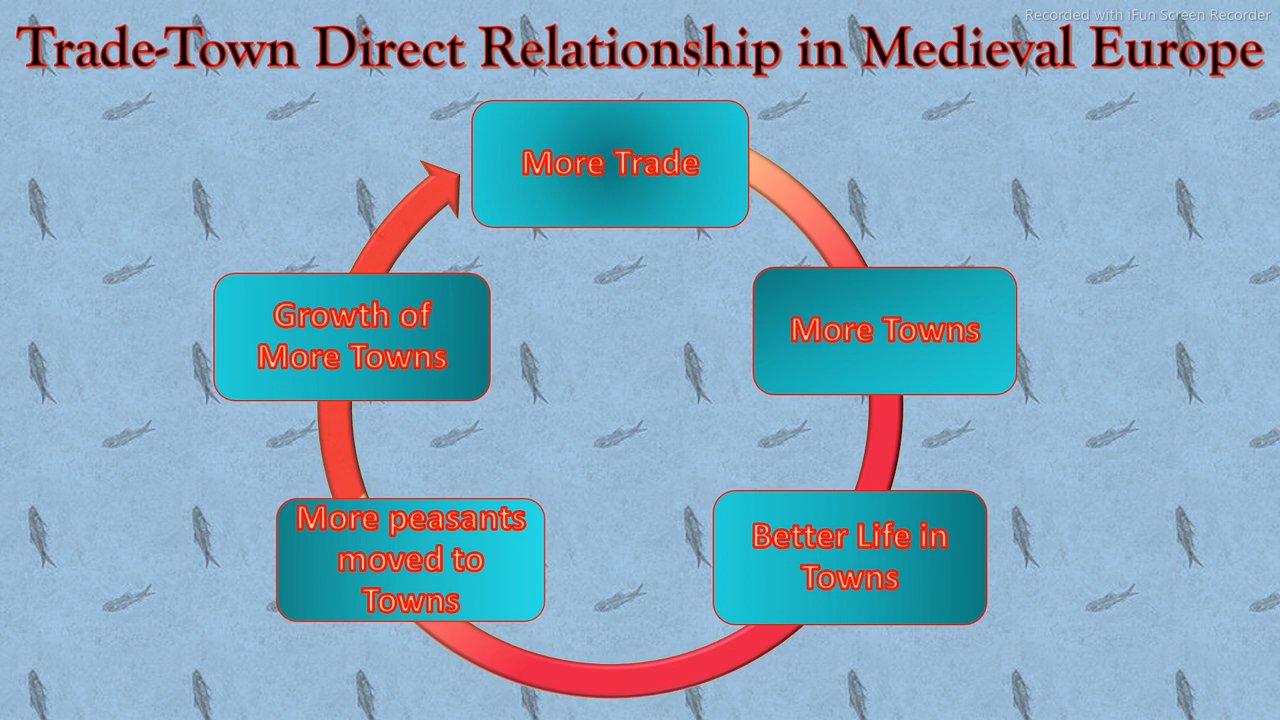 Recorded with iFun Screen Recorder
Trade-Town Direct Relationship in Medieval Europe
More Trade
More Towns
Better Life in
Towns
More peasants
moved to
Towns
Growth of
More Towns